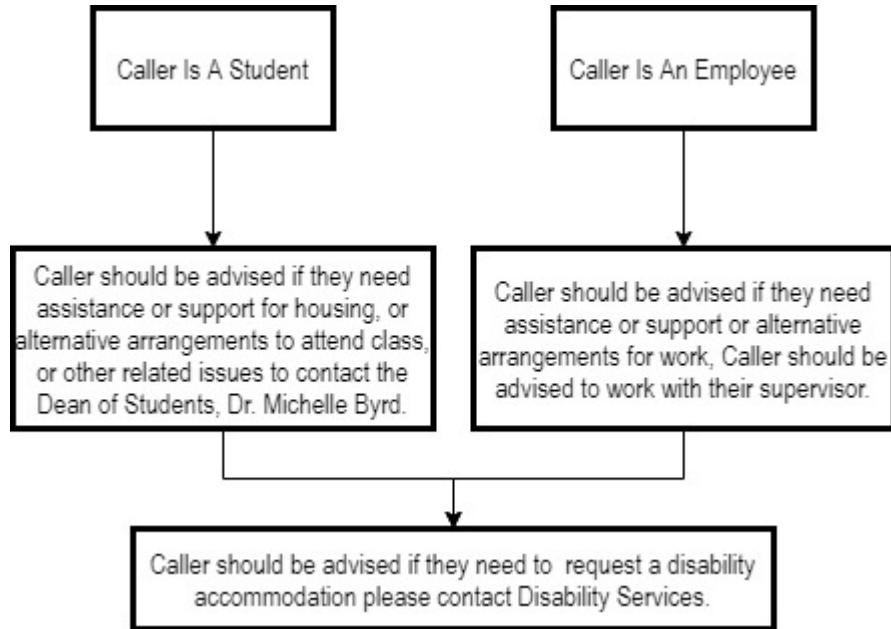 Caller Is A Student
Caller Is An Employee
Caller should be advised if they need
assistance or support for housing, or
alternative arrangements to attend class,
or other related issues to contact the
Dean of Students, Dr. Michelle Byrd.
Caller should be advised if they need
assistance or support or alternative
arrangements for work, Caller should be
advised to work with their supervisor.
Caller should be advised if they need to  request a disability
accommodation please contact Disability Services.